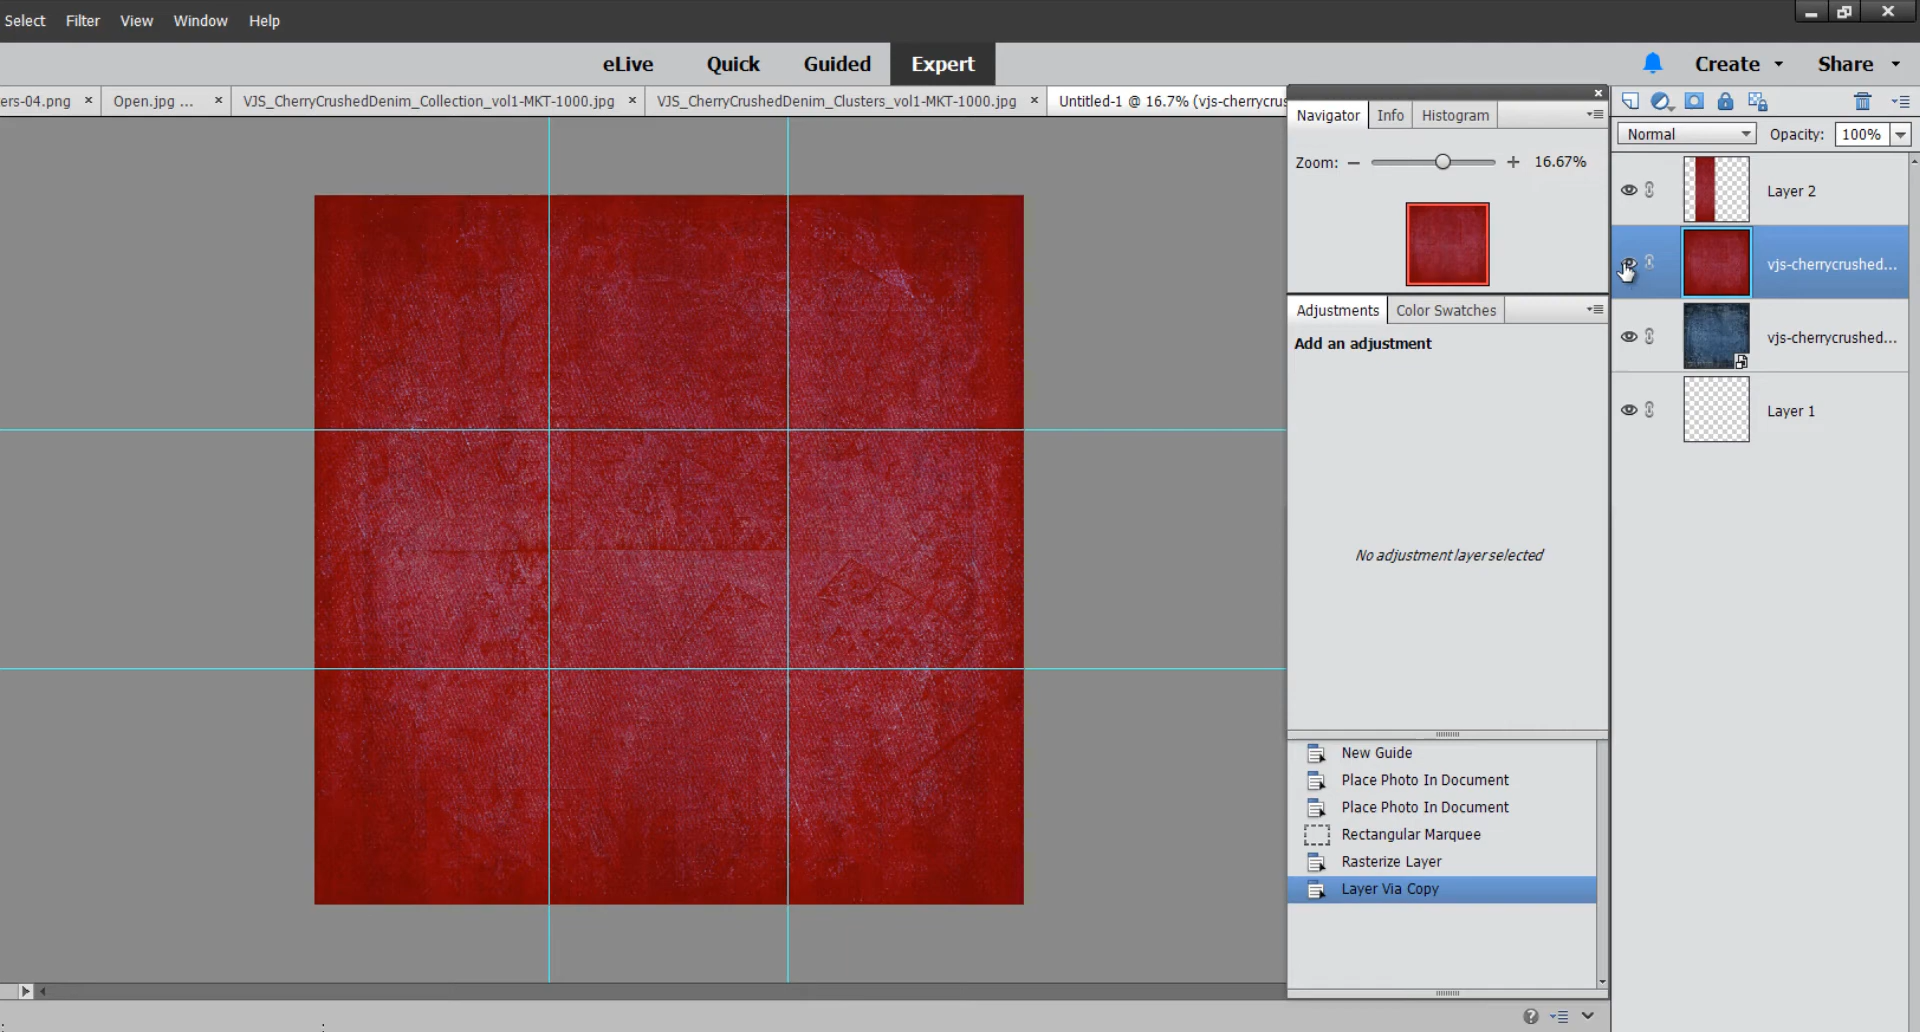 Select Filter View Window Help
eLive Quick Guided Expert Create Share
ers-04.png × Open.jpg ... × VJS_CherryCrushedDenim_Collection_vol1-MKT-1000.jpg × VJS_CherryCrushedDenim_Clusters_vol1-MKT-1000.jpg × Untitled-1 @ 16.7% (vjs-cherrycrus
Navigator Info Histogram
Zoom: 16.67%
Normal Opacity: 100%
Layer 2
vjs-cherrycrushed...
vjs-cherrycrushed...
Layer 1
Adjustments Color Swatches
Add an adjustment
No adjustment layer selected
New Guide
Place Photo In Document
Place Photo In Document
Rectangular Marquee
Rasterize Layer
Layer Via Copy